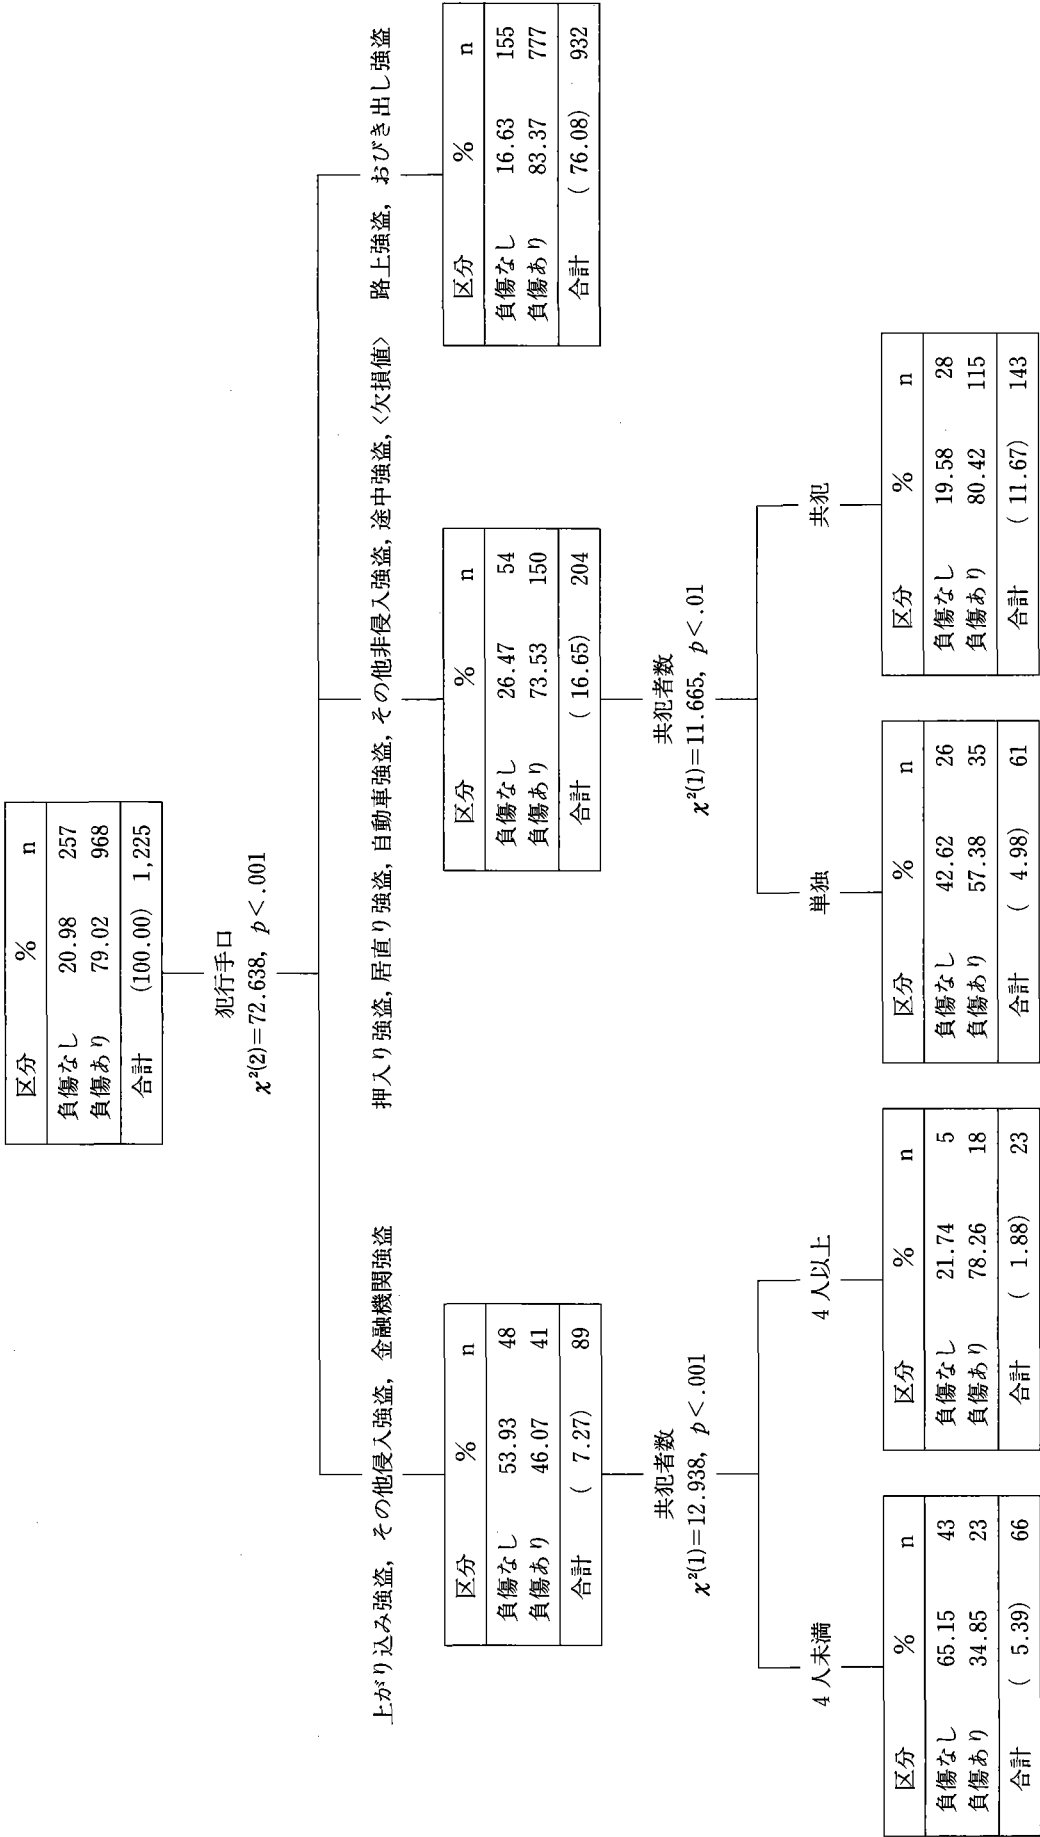 区分 % n
負傷なし 20.98 257
負傷あり 79.02 968
合計 (100.00) 1,225
犯行手口
χ²(2)=72.638, p<.001
上がり込み強盗, その他侵入強盗, 金融機関強盗
押入り強盗, 居直り強盗, 自動車強盗, その他非侵入強盗, 途中強盗, <欠損値>
路上強盗, おびき出し強盗
区分 % n
負傷なし 53.93 48
負傷あり 46.07 41
合計 ( 7.27) 89
区分 % n
負傷なし 26.47 54
負傷あり 73.53 150
合計 ( 16.65) 204
区分 % n
負傷なし 16.63 155
負傷あり 83.37 777
合計 ( 76.08) 932
共犯者数
χ²(1)=12.938, p<.001
共犯者数
χ²(1)=11.665, p<.01
4人未満
4人以上
単独
共犯
区分 % n
負傷なし 65.15 43
負傷あり 34.85 23
合計 ( 5.39) 66
区分 % n
負傷なし 21.74 5
負傷あり 78.26 18
合計 ( 1.88) 23
区分 % n
負傷なし 42.62 26
負傷あり 57.38 35
合計 ( 4.98) 61
区分 % n
負傷なし 19.58 28
負傷あり 80.42 115
合計 ( 11.67) 143